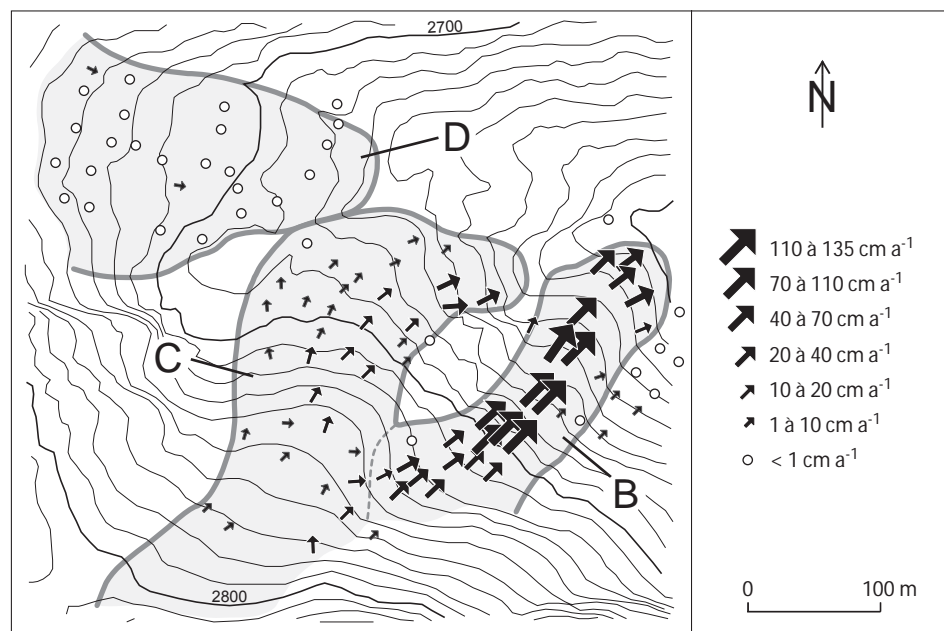 2700
D
C
B
2800
N
110 à 135 cm a⁻¹
70 à 110 cm a⁻¹
40 à 70 cm a⁻¹
20 à 40 cm a⁻¹
10 à 20 cm a⁻¹
1 à 10 cm a⁻¹
< 1 cm a⁻¹
0 100 m